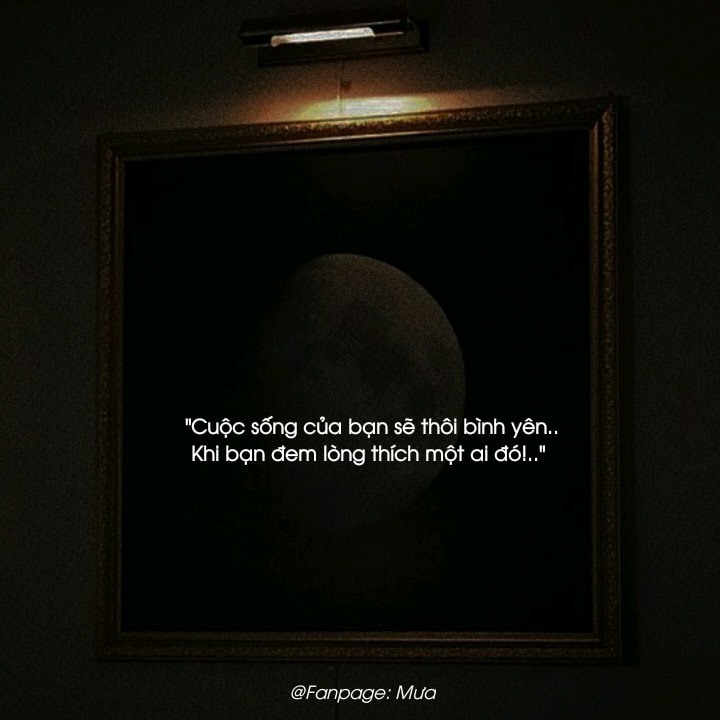 "Cuộc sống của bạn sẽ thôi bình yên..
Khi bạn đem lòng thích một ai đó!.."
@Fanpage: Mưa